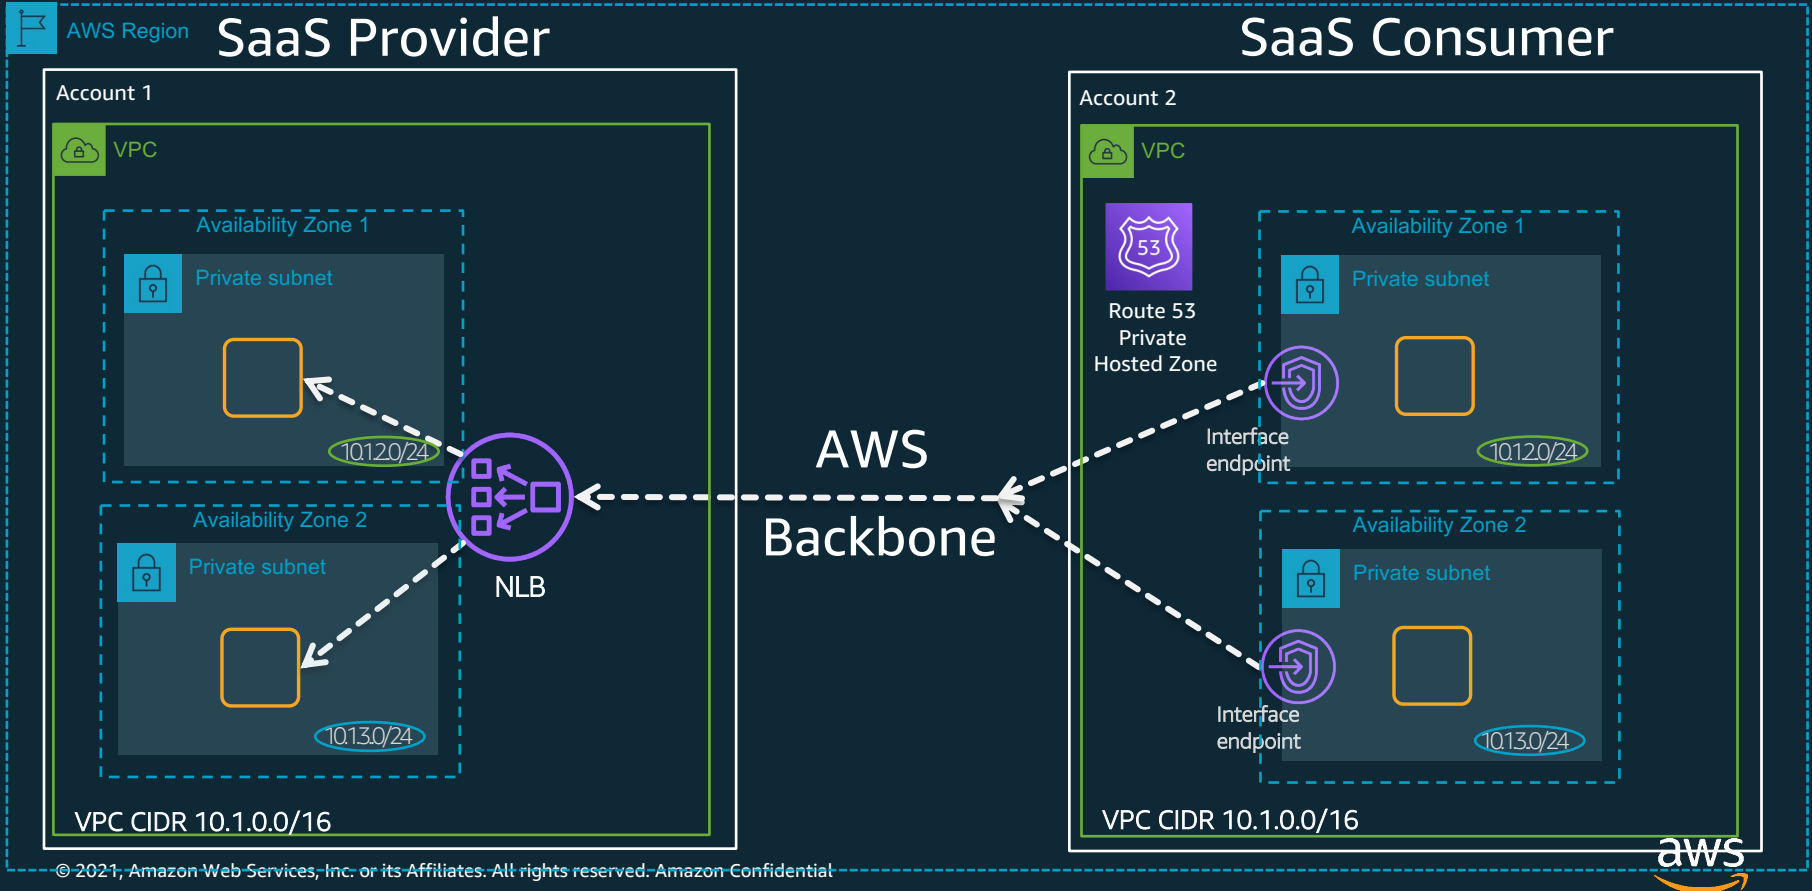 AWS Region
SaaS Provider
SaaS Consumer
Account 1
VPC
Availability Zone 1
Private subnet
10.1.2.0/24
Availability Zone 2
Private subnet
10.1.3.0/24
NLB
VPC CIDR 10.1.0.0/16
AWS
Backbone
Account 2
VPC
53
Route 53
Private
Hosted Zone
Availability Zone 1
Private subnet
Interface
endpoint
10.1.2.0/24
Availability Zone 2
Private subnet
Interface
endpoint
10.1.3.0/24
VPC CIDR 10.1.0.0/16
© 2021, Amazon Web Services, Inc. or its Affiliates. All rights reserved. Amazon Confidential
aws